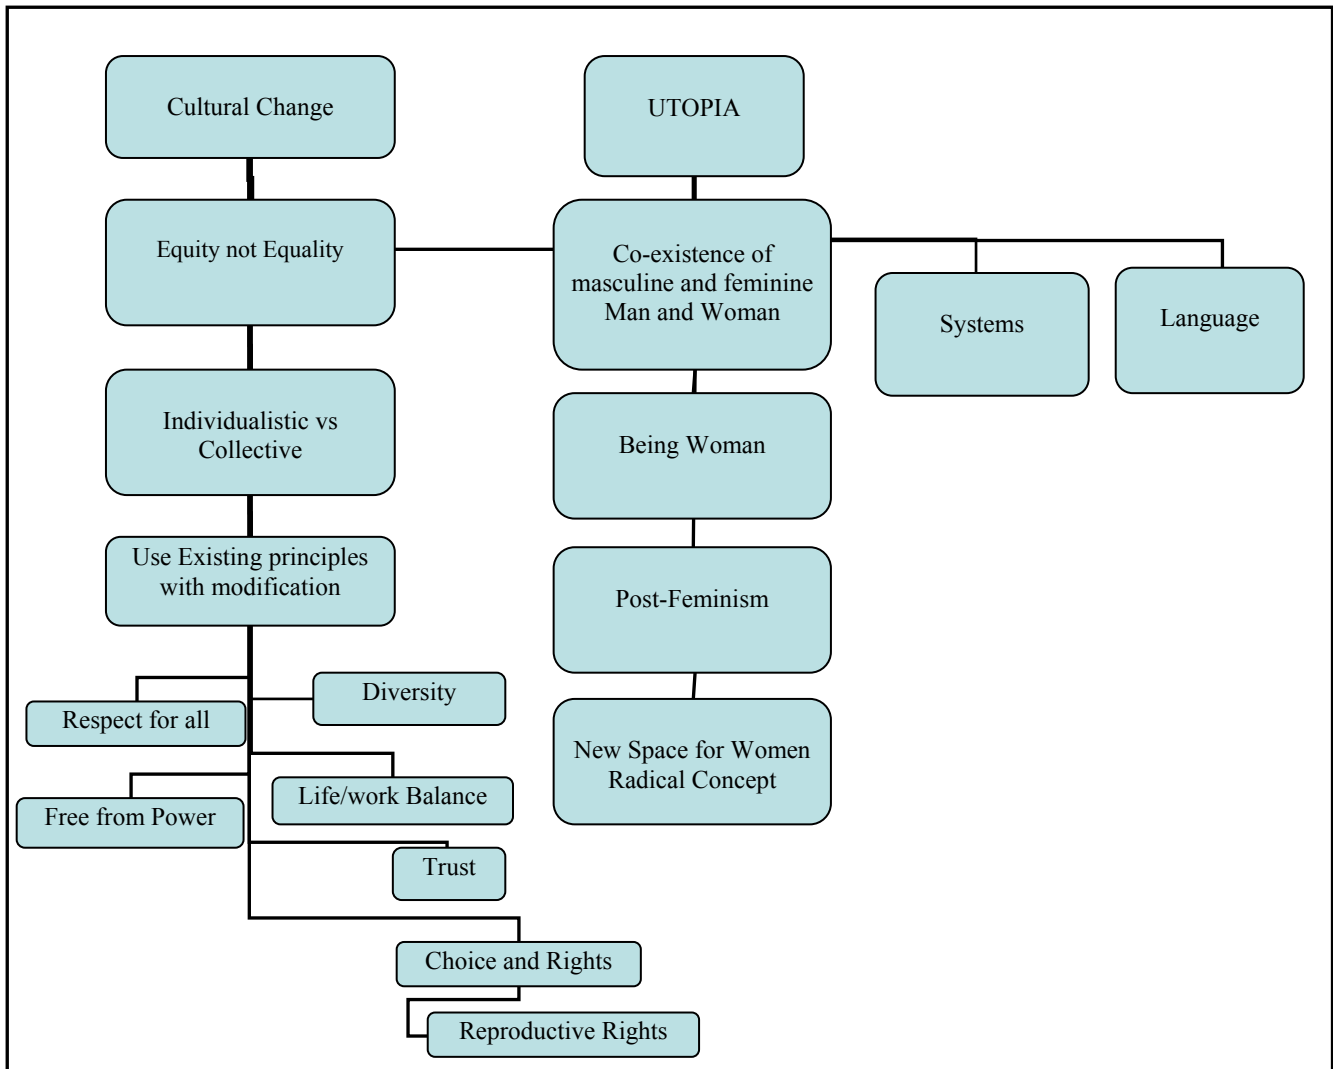 Cultural Change
UTOPIA
Equity not Equality
Co-existence of
masculine and feminine
Man and Woman
Systems
Language
Individualistic vs
Collective
Being Woman
Use Existing principles
with modification
Post-Feminism
Respect for all
Diversity
New Space for Women
Radical Concept
Free from Power
Life/work Balance
Trust
Choice and Rights
Reproductive Rights